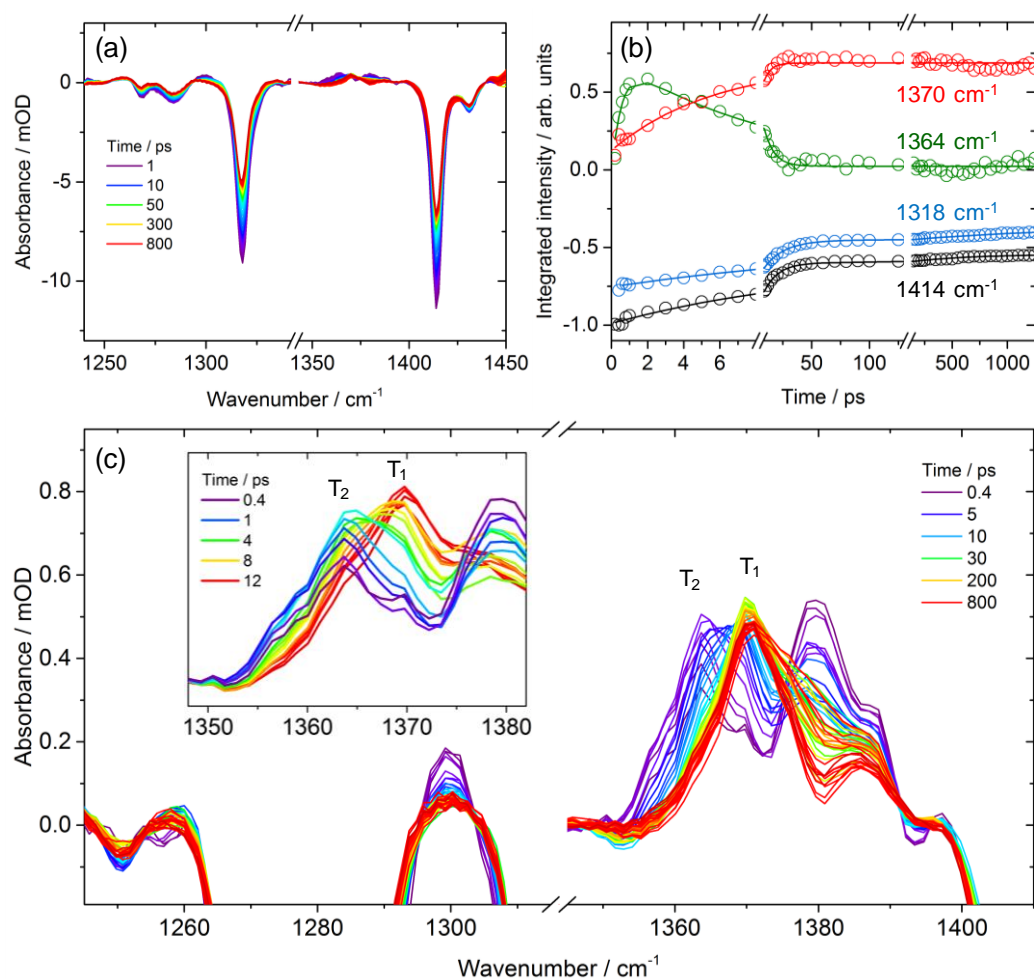 (a)
Absorbance / mOD
0
-5
-10
Time / ps
1
10
50
300
800
1250
1300
1400
1450
Wavenumber / cm-1
(b)
Integrated intensity / arb. units
0.5
0.0
-0.5
-1.0
1370 cm-1
1364 cm-1
1318 cm-1
1414 cm-1
0
2
4
6
50
100
500
1000
Time / ps
(c)
Absorbance / mOD
0.8
0.6
0.4
0.2
0.0
Time / ps
0.4
1
4
8
12
T2
T1
1350
1360
1370
1380
T2
T1
Time / ps
0.4
5
10
30
200
800
1260
1280
1300
1360
1380
1400
Wavenumber / cm-1